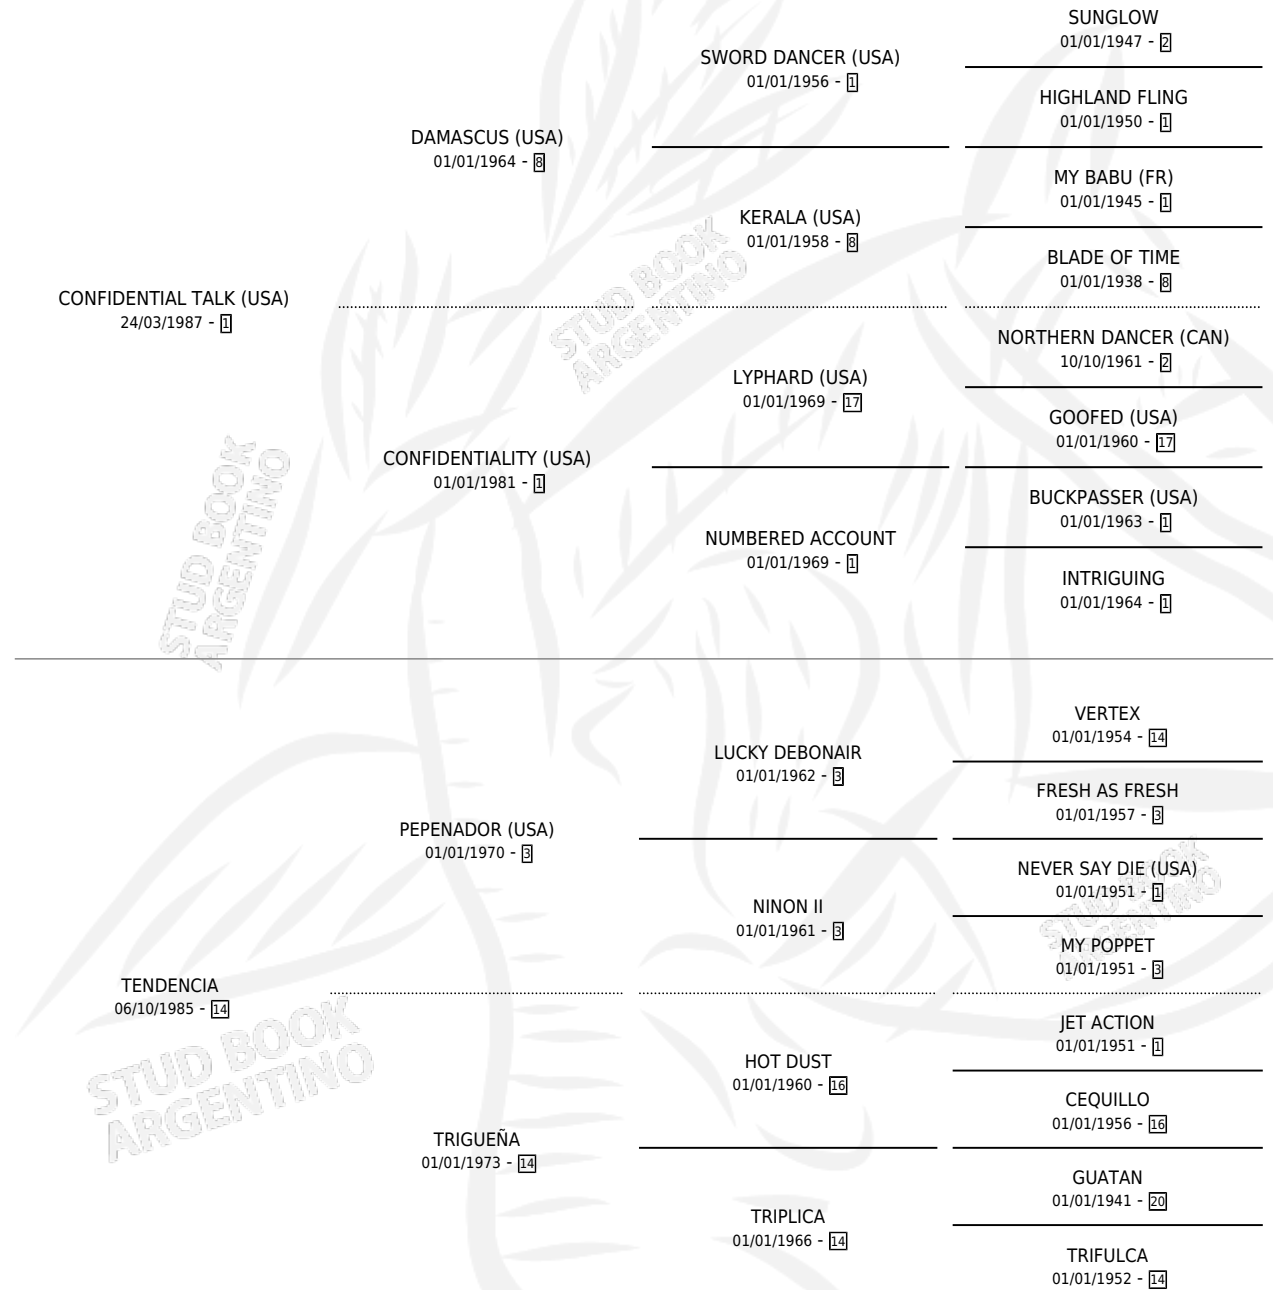 SUNGLOW
01/01/1947 - 2
SWORD DANCER (USA)
01/01/1956 - 1
HIGHLAND FLING
01/01/1950 - 1
DAMASCUS (USA)
01/01/1964 - 8
MY BABU (FR)
01/01/1945 - 1
KERALA (USA)
01/01/1958 - 8
BLADE OF TIME
01/01/1938 - 8
CONFIDENTIAL TALK (USA)
24/03/1987 - 1
NORTHERN DANCER (CAN)
10/10/1961 - 2
LYPHARD (USA)
01/01/1969 - 17
GOOFED (USA)
01/01/1960 - 17
CONFIDENTIALITY (USA)
01/01/1981 - 1
BUCKPASSER (USA)
01/01/1963 - 1
NUMBERED ACCOUNT
01/01/1969 - 1
INTRIGUING
01/01/1964 - 1
VERTEX
01/01/1954 - 14
LUCKY DEBONAIR
01/01/1962 - 3
FRESH AS FRESH
01/01/1957 - 3
PEPENADOR (USA)
01/01/1970 - 3
NEVER SAY DIE (USA)
01/01/1951 - 1
NINON II
01/01/1961 - 3
MY POPPET
01/01/1951 - 3
TENDENCIA
06/10/1985 - 14
JET ACTION
01/01/1951 - 1
HOT DUST
01/01/1960 - 16
CEQUILLO
01/01/1956 - 16
TRIGUEÑA
01/01/1973 - 14
GUATAN
01/01/1941 - 20
TRIPLICA
01/01/1966 - 14
TRIFULCA
01/01/1952 - 14
STUD BOOK
ARGENTINO
STUD BOOK
ARGENTINO
STUD BOOK
ARGENTINO
STUD BOOK
ARGENTINO